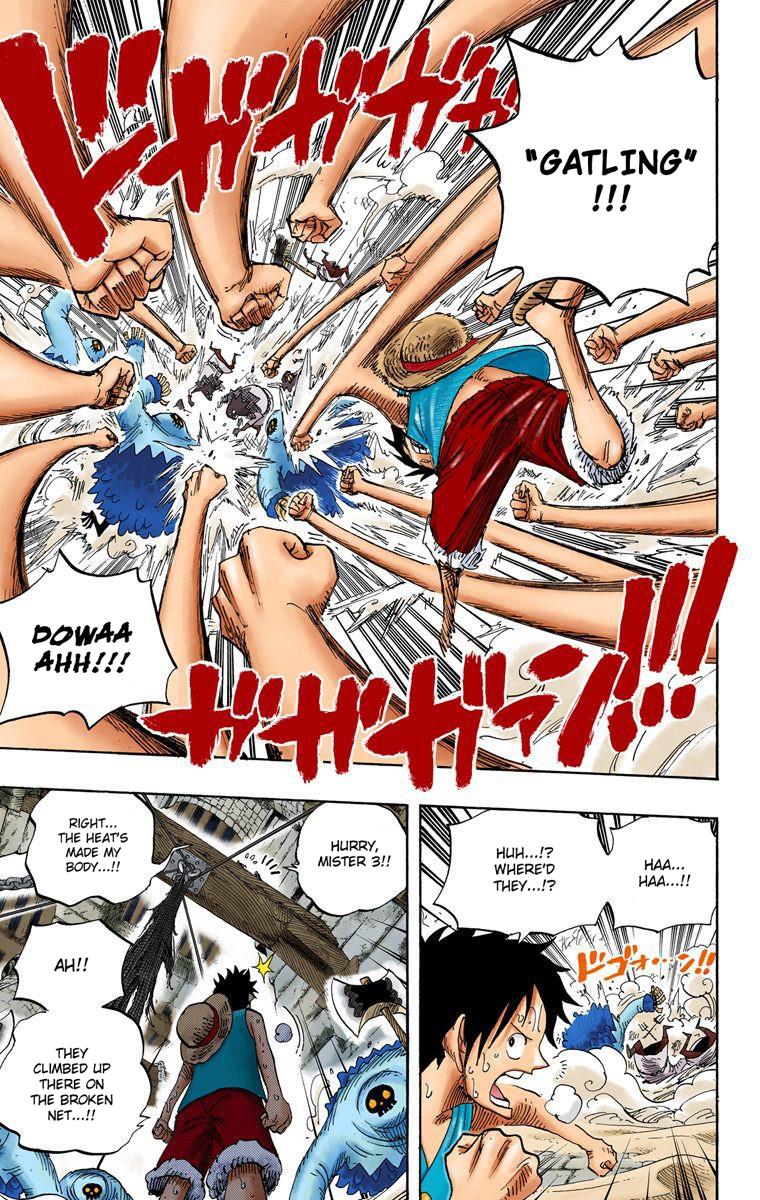 "GATLING"
!!!
ドガガガガ
DOWAA
AHH!!!
ガガガガァン!!!
HAA...
HAA...!!
HUH...!?
WHERE'D
THEY...!?
ドゴォ…ン!!
HURRY,
MISTER 3!!
RIGHT...
THE HEAT'S
MADE MY
BODY...!!
AH!!
THEY
CLIMBED UP
THERE ON
THE BROKEN
NET...!!